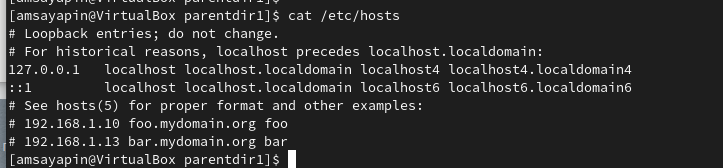 [amsayapin@VirtualBox parentdir1]$
[amsayapin@VirtualBox parentdir1]$ cat /etc/hosts
# Loopback entries; do not change.
# For historical reasons, localhost precedes localhost.localdomain:
127.0.0.1   localhost localhost.localdomain localhost4 localhost4.localdomain4
::1         localhost localhost.localdomain localhost6 localhost6.localdomain6
# See hosts(5) for proper format and other examples:
# 192.168.1.10 foo.mydomain.org foo
# 192.168.1.13 bar.mydomain.org bar
[amsayapin@VirtualBox parentdir1]$